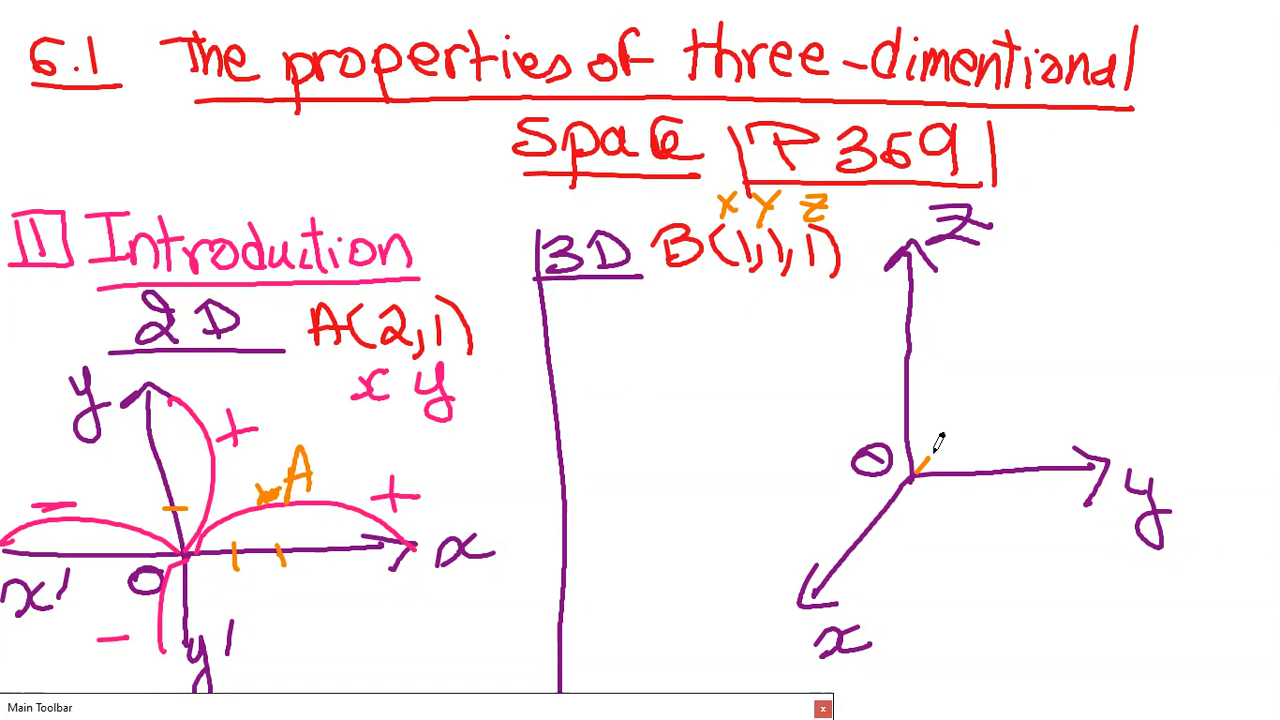 6.1 The properties of three-dimentional
Space P 369
II Introduction
2D A(2,1)
x y
y
+
A
+
-
x
x'
O
-
y'
3D B(1,1,1)
x y z
z
O
y
x
Main Toolbar
x